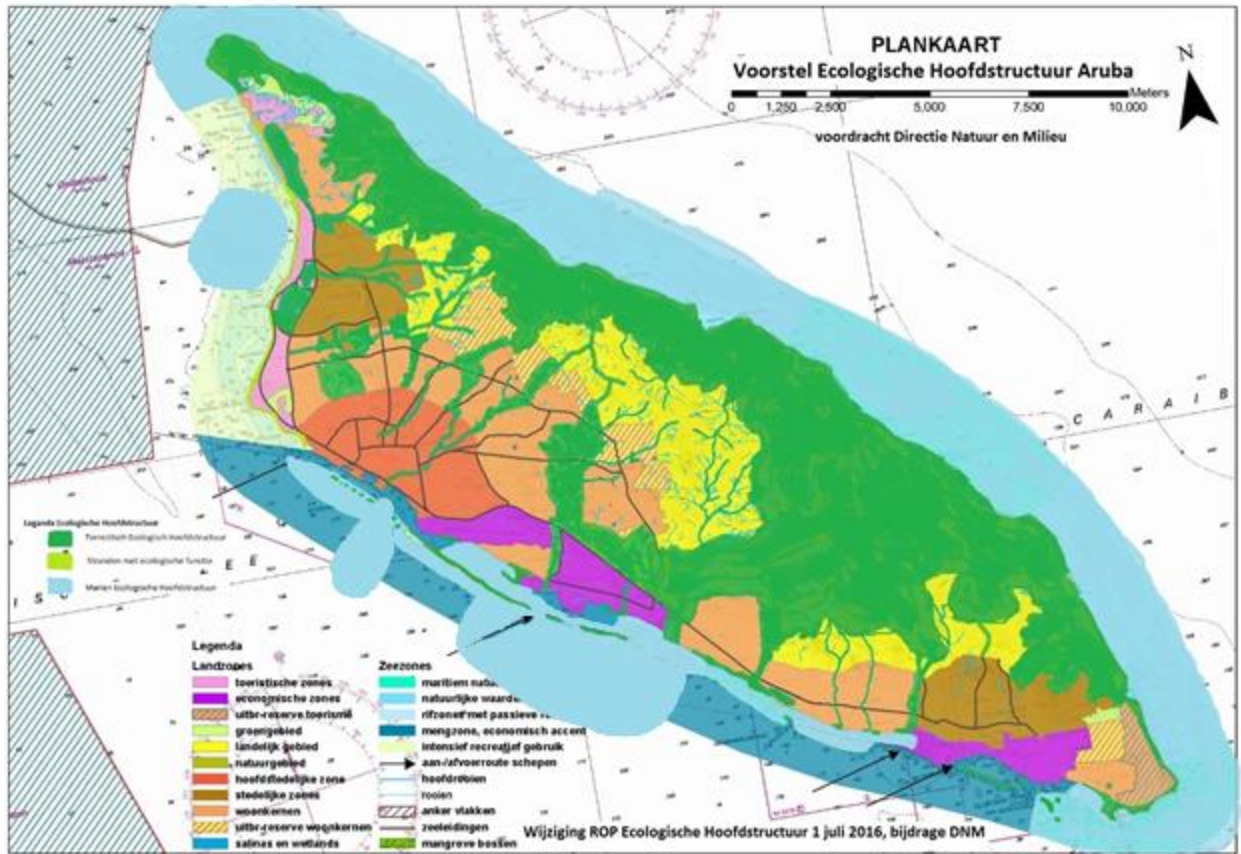 PLANKAART
Voorstel Ecologische Hoofdstructuur Aruba
N
0 1,250 2,500 5,000 7,500 10,000 Meters
voordracht Directie Natuur en Milieu
CARAIB
Legenda Ecologische Hoofdstructuur
Terrestrisch Ecologisch Hoofdstructuur
Stranden met ecologische functie
Marien Ecologische Hoofdstructuur
ISC
EE
Legenda
Landzones
toeristische zones
economische zones
uitbr-reserve toerisme
groengebied
landelijk gebied
natuurgebied
hoofdstedelijke zone
stedelijke zones
woonkernen
uitbr-reserve woonkernen
salinas en wetlands
Zeezones
maritiem natu
natuurlijke waarde
rifzones met passieve
mengzone, economisch accent
intensief recreatief gebruik
aan-/afvoerroute schepen
hoofdrooien
rooien
anker vlakken
zeeleidingen
mangrove bossen
Wijziging ROP Ecologische Hoofdstructuur 1 juli 2016, bijdrage DNM